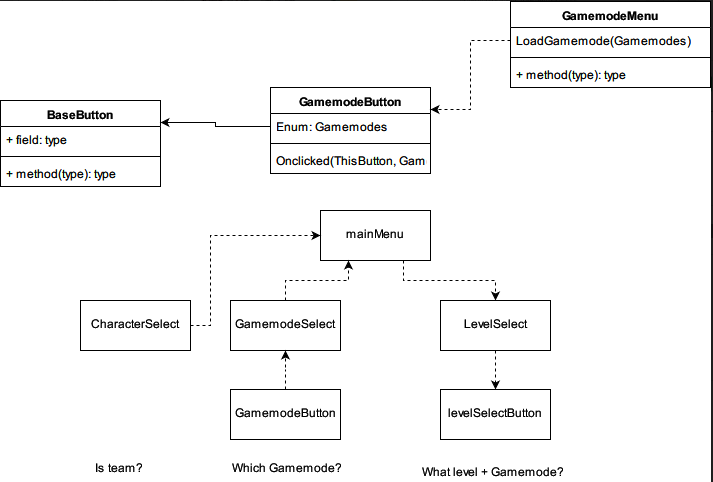 GamemodeMenu
LoadGamemode(Gamemodes)
+ method(type): type
GamemodeButton
Enum: Gamemodes
Onclicked(ThisButton, Gam
BaseButton
+ field: type
+ method(type): type
mainMenu
CharacterSelect
GamemodeSelect
LevelSelect
GamemodeButton
levelSelectButton
Is team?
Which Gamemode?
What level + Gamemode?